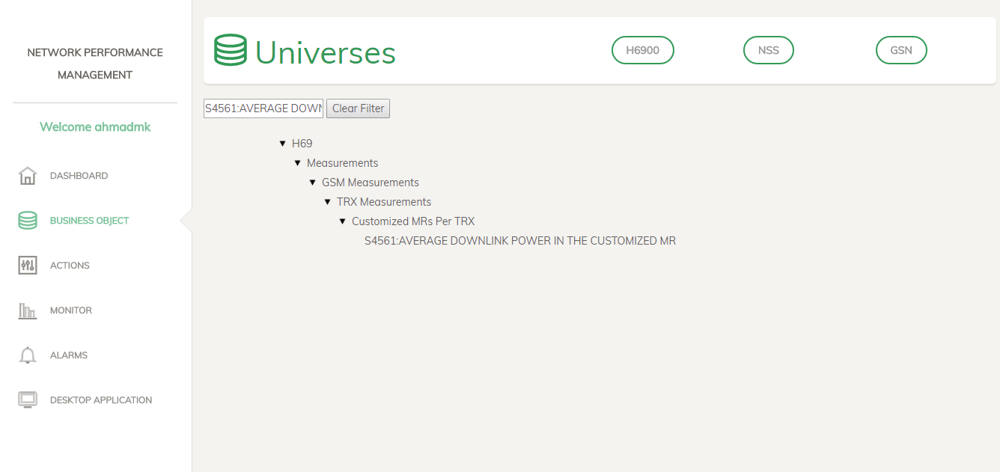 NETWORK PERFORMANCE
MANAGEMENT
Welcome ahmadmk
DASHBOARD
BUSINESS OBJECT
ACTIONS
MONITOR
ALARMS
DESKTOP APPLICATION
Universes
H6900
NSS
GSN
S4561:AVERAGE DOWN
Clear Filter
H69
Measurements
GSM Measurements
TRX Measurements
Customized MRs Per TRX
S4561:AVERAGE DOWNLINK POWER IN THE CUSTOMIZED MR